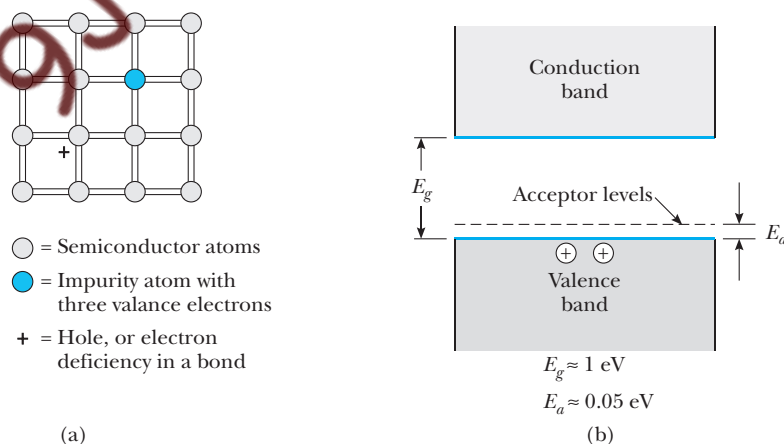 Conduction
band
E_g
Acceptor levels
E_a
+
+ +
Valence
band
= Semiconductor atoms
= Impurity atom with
three valance electrons
+ = Hole, or electron
deficiency in a bond
E_g ≈ 1 eV
E_a ≈ 0.05 eV
(a)
(b)